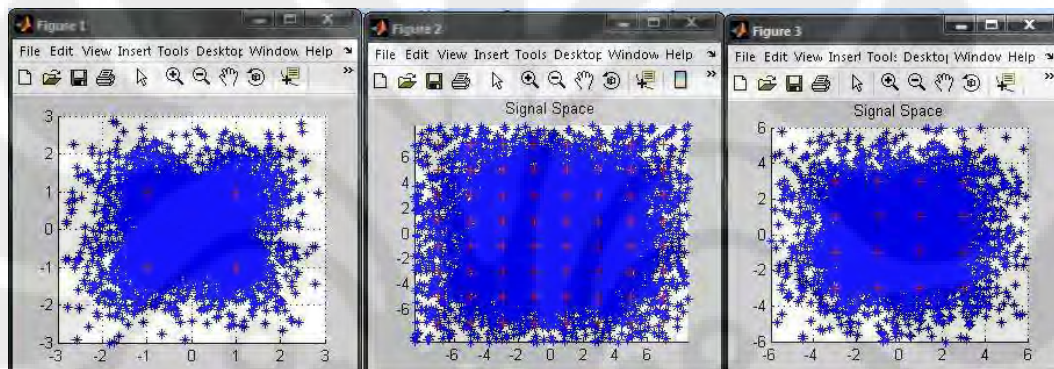 Figure 1
File Edit View Insert Tools Desktop Window Help
3
2
1
0
-1
-2
-3
-3 -2 -1 0 1 2 3
Figure 2
File Edit View Insert Tools Desktop Window Help
Signal Space
6
4
2
0
-2
-4
-6
-6 -4 -2 0 2 4 6
Figure 3
File Edit View Insert Tools Desktop Window Help
Signal Space
6
4
2
0
-2
-4
-6
-6 -4 -2 0 2 4 6